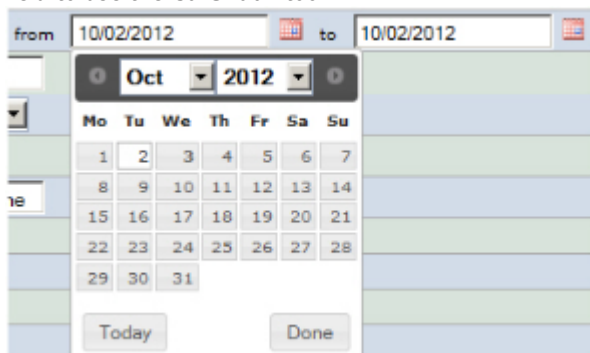 from 10/02/2012 to 10/02/2012
Oct 2012
Mo Tu We Th Fr Sa Su
1 2 3 4 5 6 7
8 9 10 11 12 13 14
15 16 17 18 19 20 21
22 23 24 25 26 27 28
29 30 31
Today Done